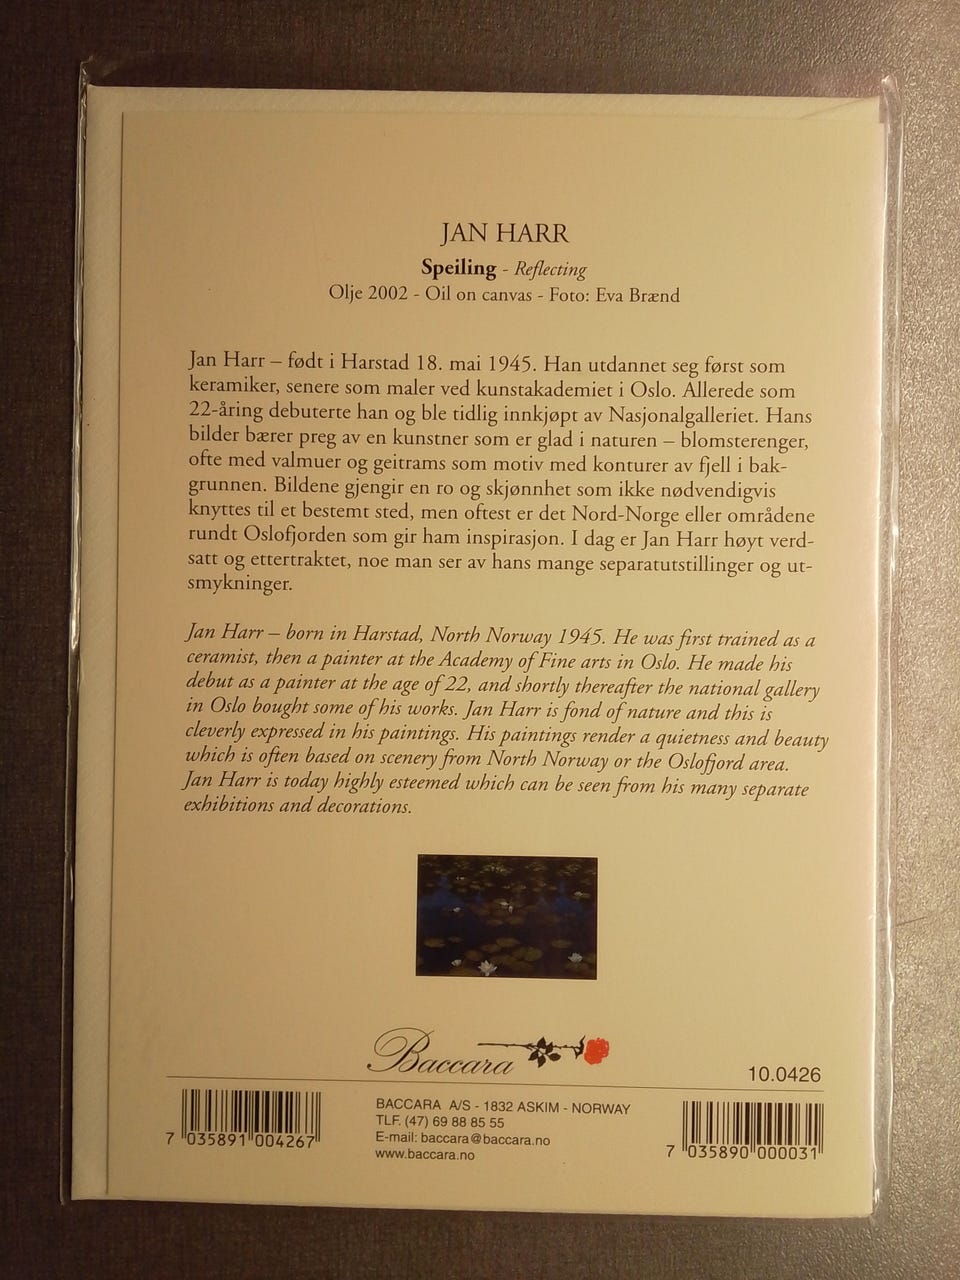 JAN HARR
Speiling - Reflecting
Olje 2002 - Oil on canvas - Foto: Eva Brænd
Jan Harr – født i Harstad 18. mai 1945. Han utdannet seg først som
keramiker, senere som maler ved kunstakademiet i Oslo. Allerede som
22-åring debuterte han og ble tidlig innkjøpt av Nasjonalgalleriet. Hans
bilder bærer preg av en kunstner som er glad i naturen – blomsterenger,
ofte med valmuer og geitrams som motiv med konturer av fjell i bak-
grunnen. Bildene gjengir en ro og skjønnhet som ikke nødvendigvis
knyttes til et bestemt sted, men oftest er det Nord-Norge eller områdene
rundt Oslofjorden som gir ham inspirasjon. I dag er Jan Harr høyt verd-
satt og ettertraktet, noe man ser av hans mange separatutstillinger og ut-
smykninger.
Jan Harr – born in Harstad, North Norway 1945. He was first trained as a
ceramist, then a painter at the Academy of Fine arts in Oslo. He made his
debut as a painter at the age of 22, and shortly thereafter the national gallery
in Oslo bought some of his works. Jan Harr is fond of nature and this is
cleverly expressed in his paintings. His paintings render a quietness and beauty
which is often based on scenery from North Norway or the Oslofjord area.
Jan Harr is today highly esteemed which can be seen from his many separate
exhibitions and decorations.
Baccara
10.0426
BACCARA A/S - 1832 ASKIM - NORWAY
TLF. (47) 69 88 85 55
E-mail: baccara@baccara.no
www.baccara.no
7 035891 004267
7 035890 000031